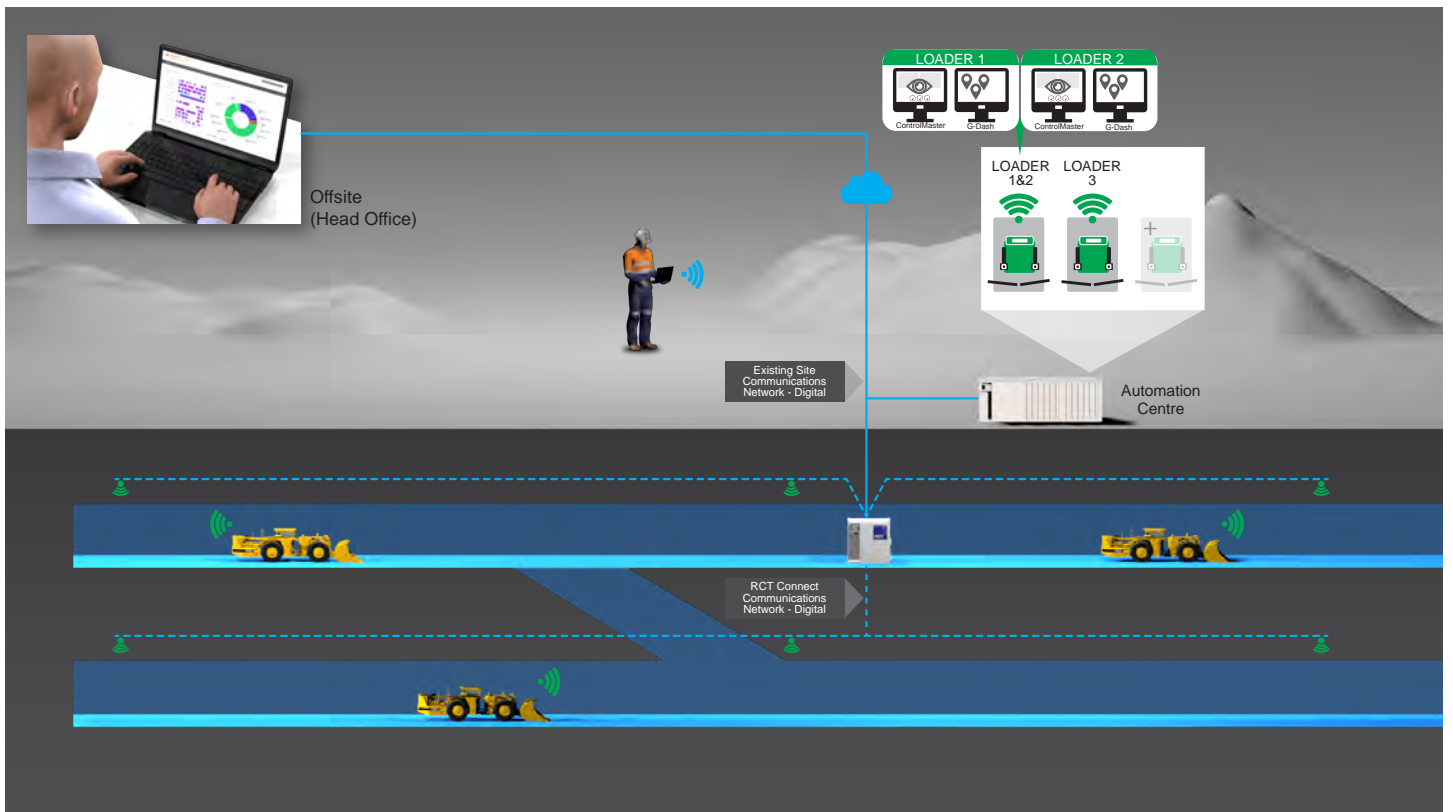 LOADER 1
LOADER 2
ControlMaster
G-Dash
ControlMaster
G-Dash
LOADER
1&2
LOADER
3
Offsite
(Head Office)
Existing Site
Communications
Network - Digital
Automation
Centre
RCT Connect
Communications
Network - Digital